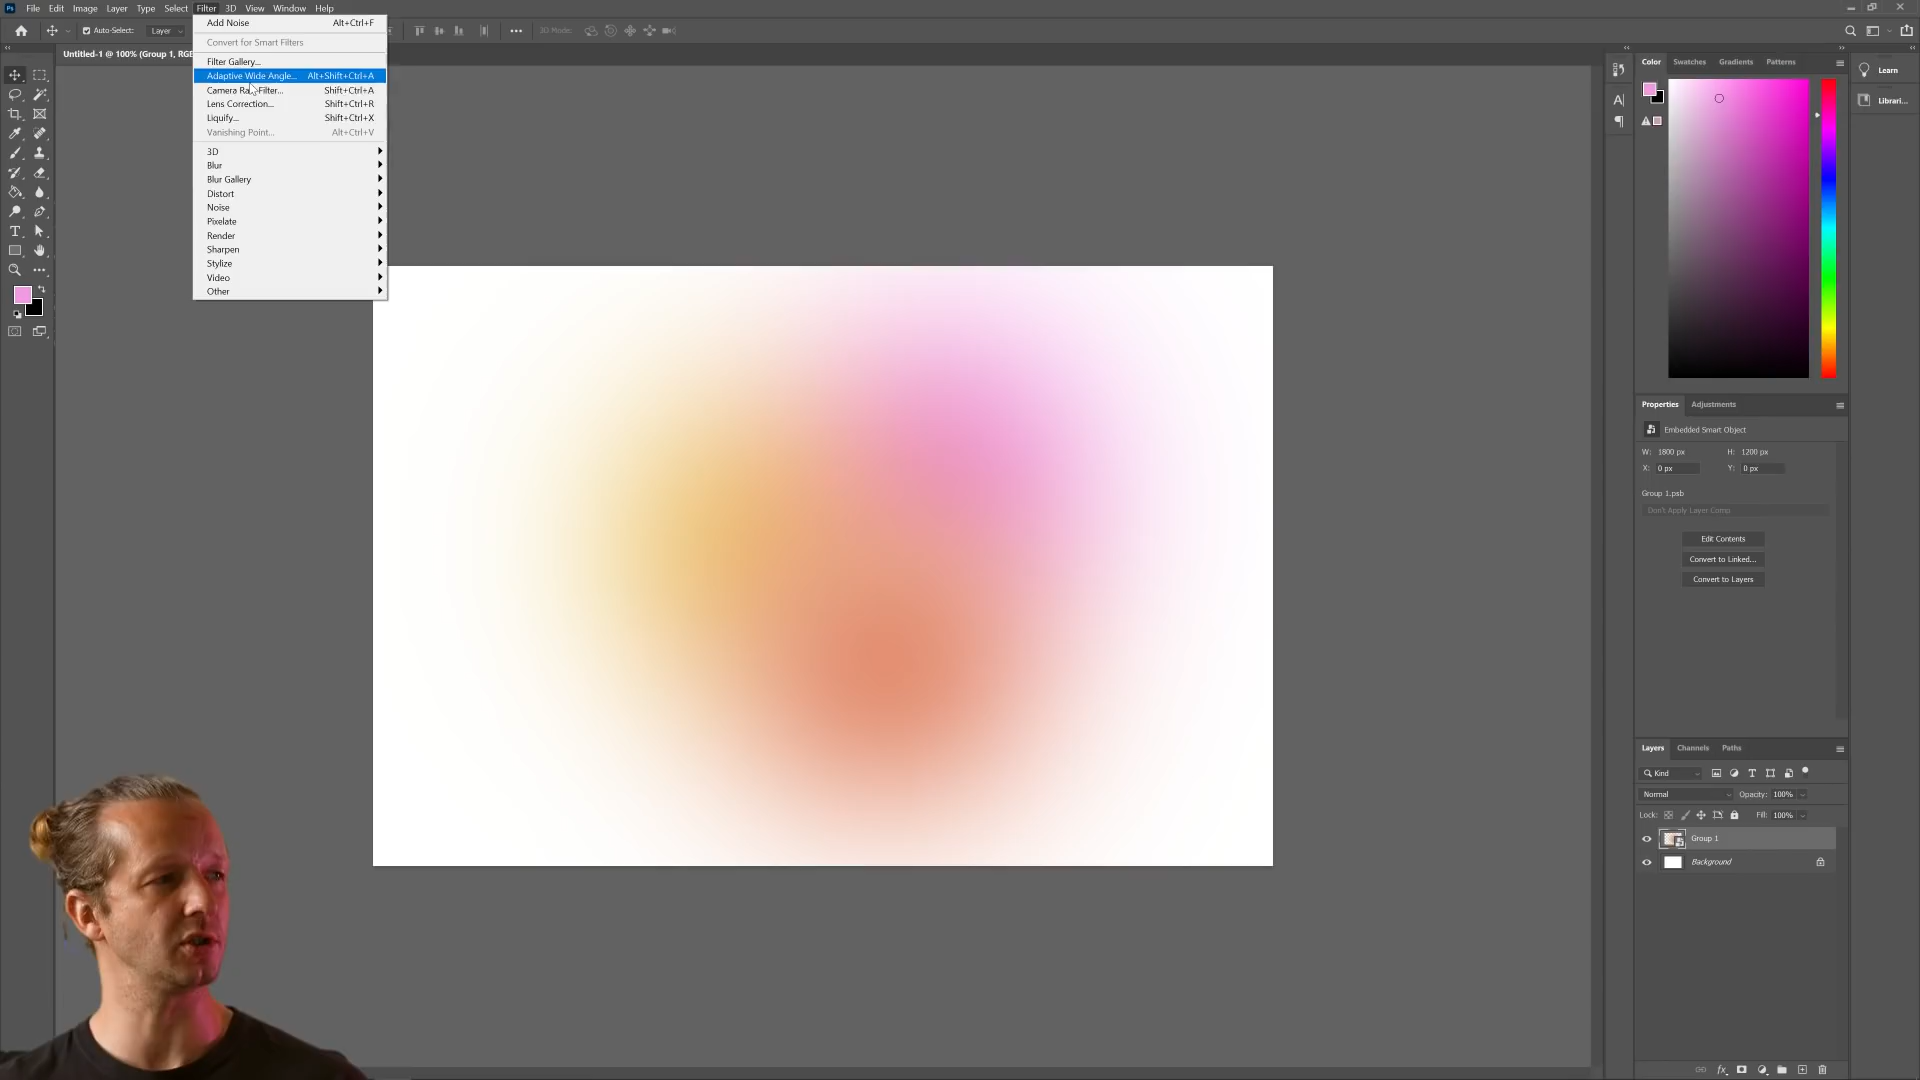 Ps File Edit Image Layer Type Select Filter 3D View Window Help
Auto-Select: Layer 3D Mode:
Untitled-1 @ 100% (Group 1, RGB
Add Noise Alt+Ctrl+F
Convert for Smart Filters
Filter Gallery...
Adaptive Wide Angle... Alt+Shift+Ctrl+A
Camera Raw Filter... Shift+Ctrl+A
Lens Correction... Shift+Ctrl+R
Liquify... Shift+Ctrl+X
Vanishing Point... Alt+Ctrl+V
3D
Blur
Blur Gallery
Distort
Noise
Pixelate
Render
Sharpen
Stylize
Video
Other
Color Swatches Gradients Patterns
Learn
Librari...
Properties Adjustments
Embedded Smart Object
W: 1800 px H: 1200 px
X: 0 px Y: 0 px
Group 1.psb
Don't Apply Layer Comp
Edit Contents
Convert to Linked...
Convert to Layers
Layers Channels Paths
Kind
Normal Opacity: 100%
Lock: Fill: 100%
Group 1
Background
fx